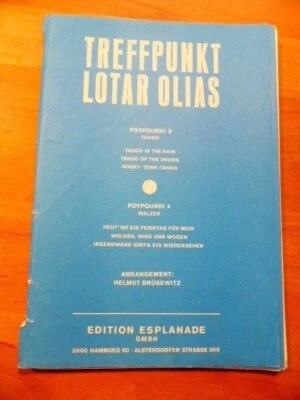 TREFFPUNKT
LOTAR OLIAS
POTPOURRI 3
TANGO
TANGO IN THE RAIN
TANGO OF THE DRUMS
HONKY-TONK-TANGO
POTPOURRI 4
WALZER
HEUT' IST EIN FEIERTAG FÜR MICH
WOLKEN, WIND UND WOGEN
IRGENDWANN GIBT'S EIN WIEDERSEHEN
ARRANGEMENT:
HELMUT BRÜSEWITZ
EDITION ESPLANADE
GMBH
2000 HAMBURG 60 · ALSTERDORFER STRASSE 365